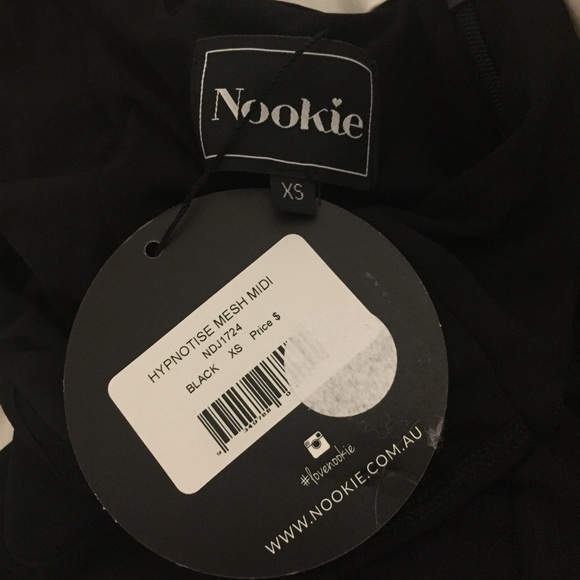 Nookie
XS
HYPNOTISE MESH MIDI
NDJ1724
BLACK XS Price $
#lovenookie
WWW.NOOKIE.COM.AU